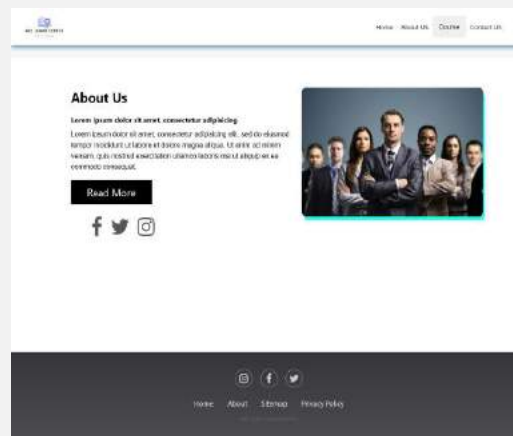 Home About Us Course Contact Us
About Us
Lorem ipsum dolor sit amet, consectetur adipisicing
Lorem ipsum dolor sit amet, consectetur adipisicing elit, sed do eiusmod
tempor incididunt ut labore et dolore magna aliqua. Ut enim ad minim
veniam, quis nostrud exercitation ullamco laboris nisi ut aliquip ex ea
commodo consequat.
Read More
Home About Sitemap Privacy Policy